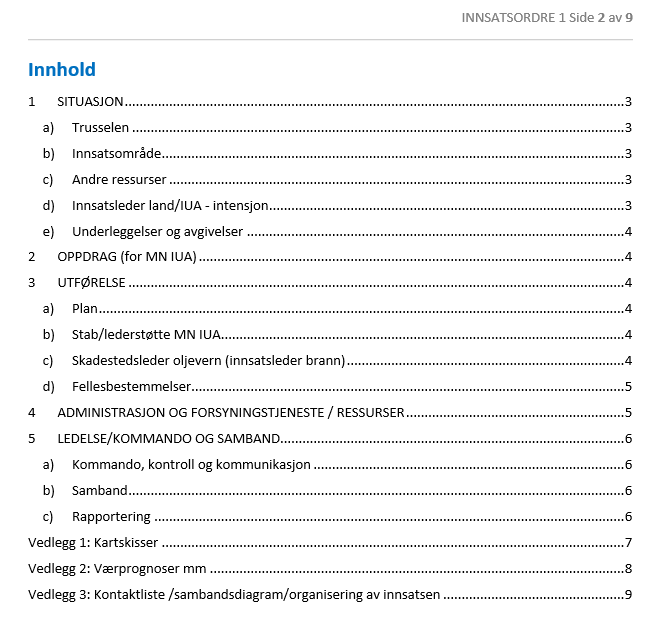 INNSATSORDRE 1 Side 2 av 9
Innhold
1 SITUASJON 3
a) Trusselen 3
b) Innsatsområde 3
c) Andre ressurser 3
d) Innsatsleder land/IUA - intensjon 3
e) Underleggelser og avgivelser 4
2 OPPDRAG (for MN IUA) 4
3 UTFØRELSE 4
a) Plan 4
b) Stab/lederstøtte MN IUA 4
c) Skadestedsleder oljevern (innsatsleder brann) 4
d) Fellesbestemmelser 5
4 ADMINISTRASJON OG FORSYNINGSTJENESTE / RESSURSER 5
5 LEDELSE/KOMMANDO OG SAMBAND 6
a) Kommando, kontroll og kommunikasjon 6
b) Samband 6
c) Rapportering 6
Vedlegg 1: Kartskisser 7
Vedlegg 2: Værprognoser mm 8
Vedlegg 3: Kontaktliste /sambandsdiagram/organisering av innsatsen 9